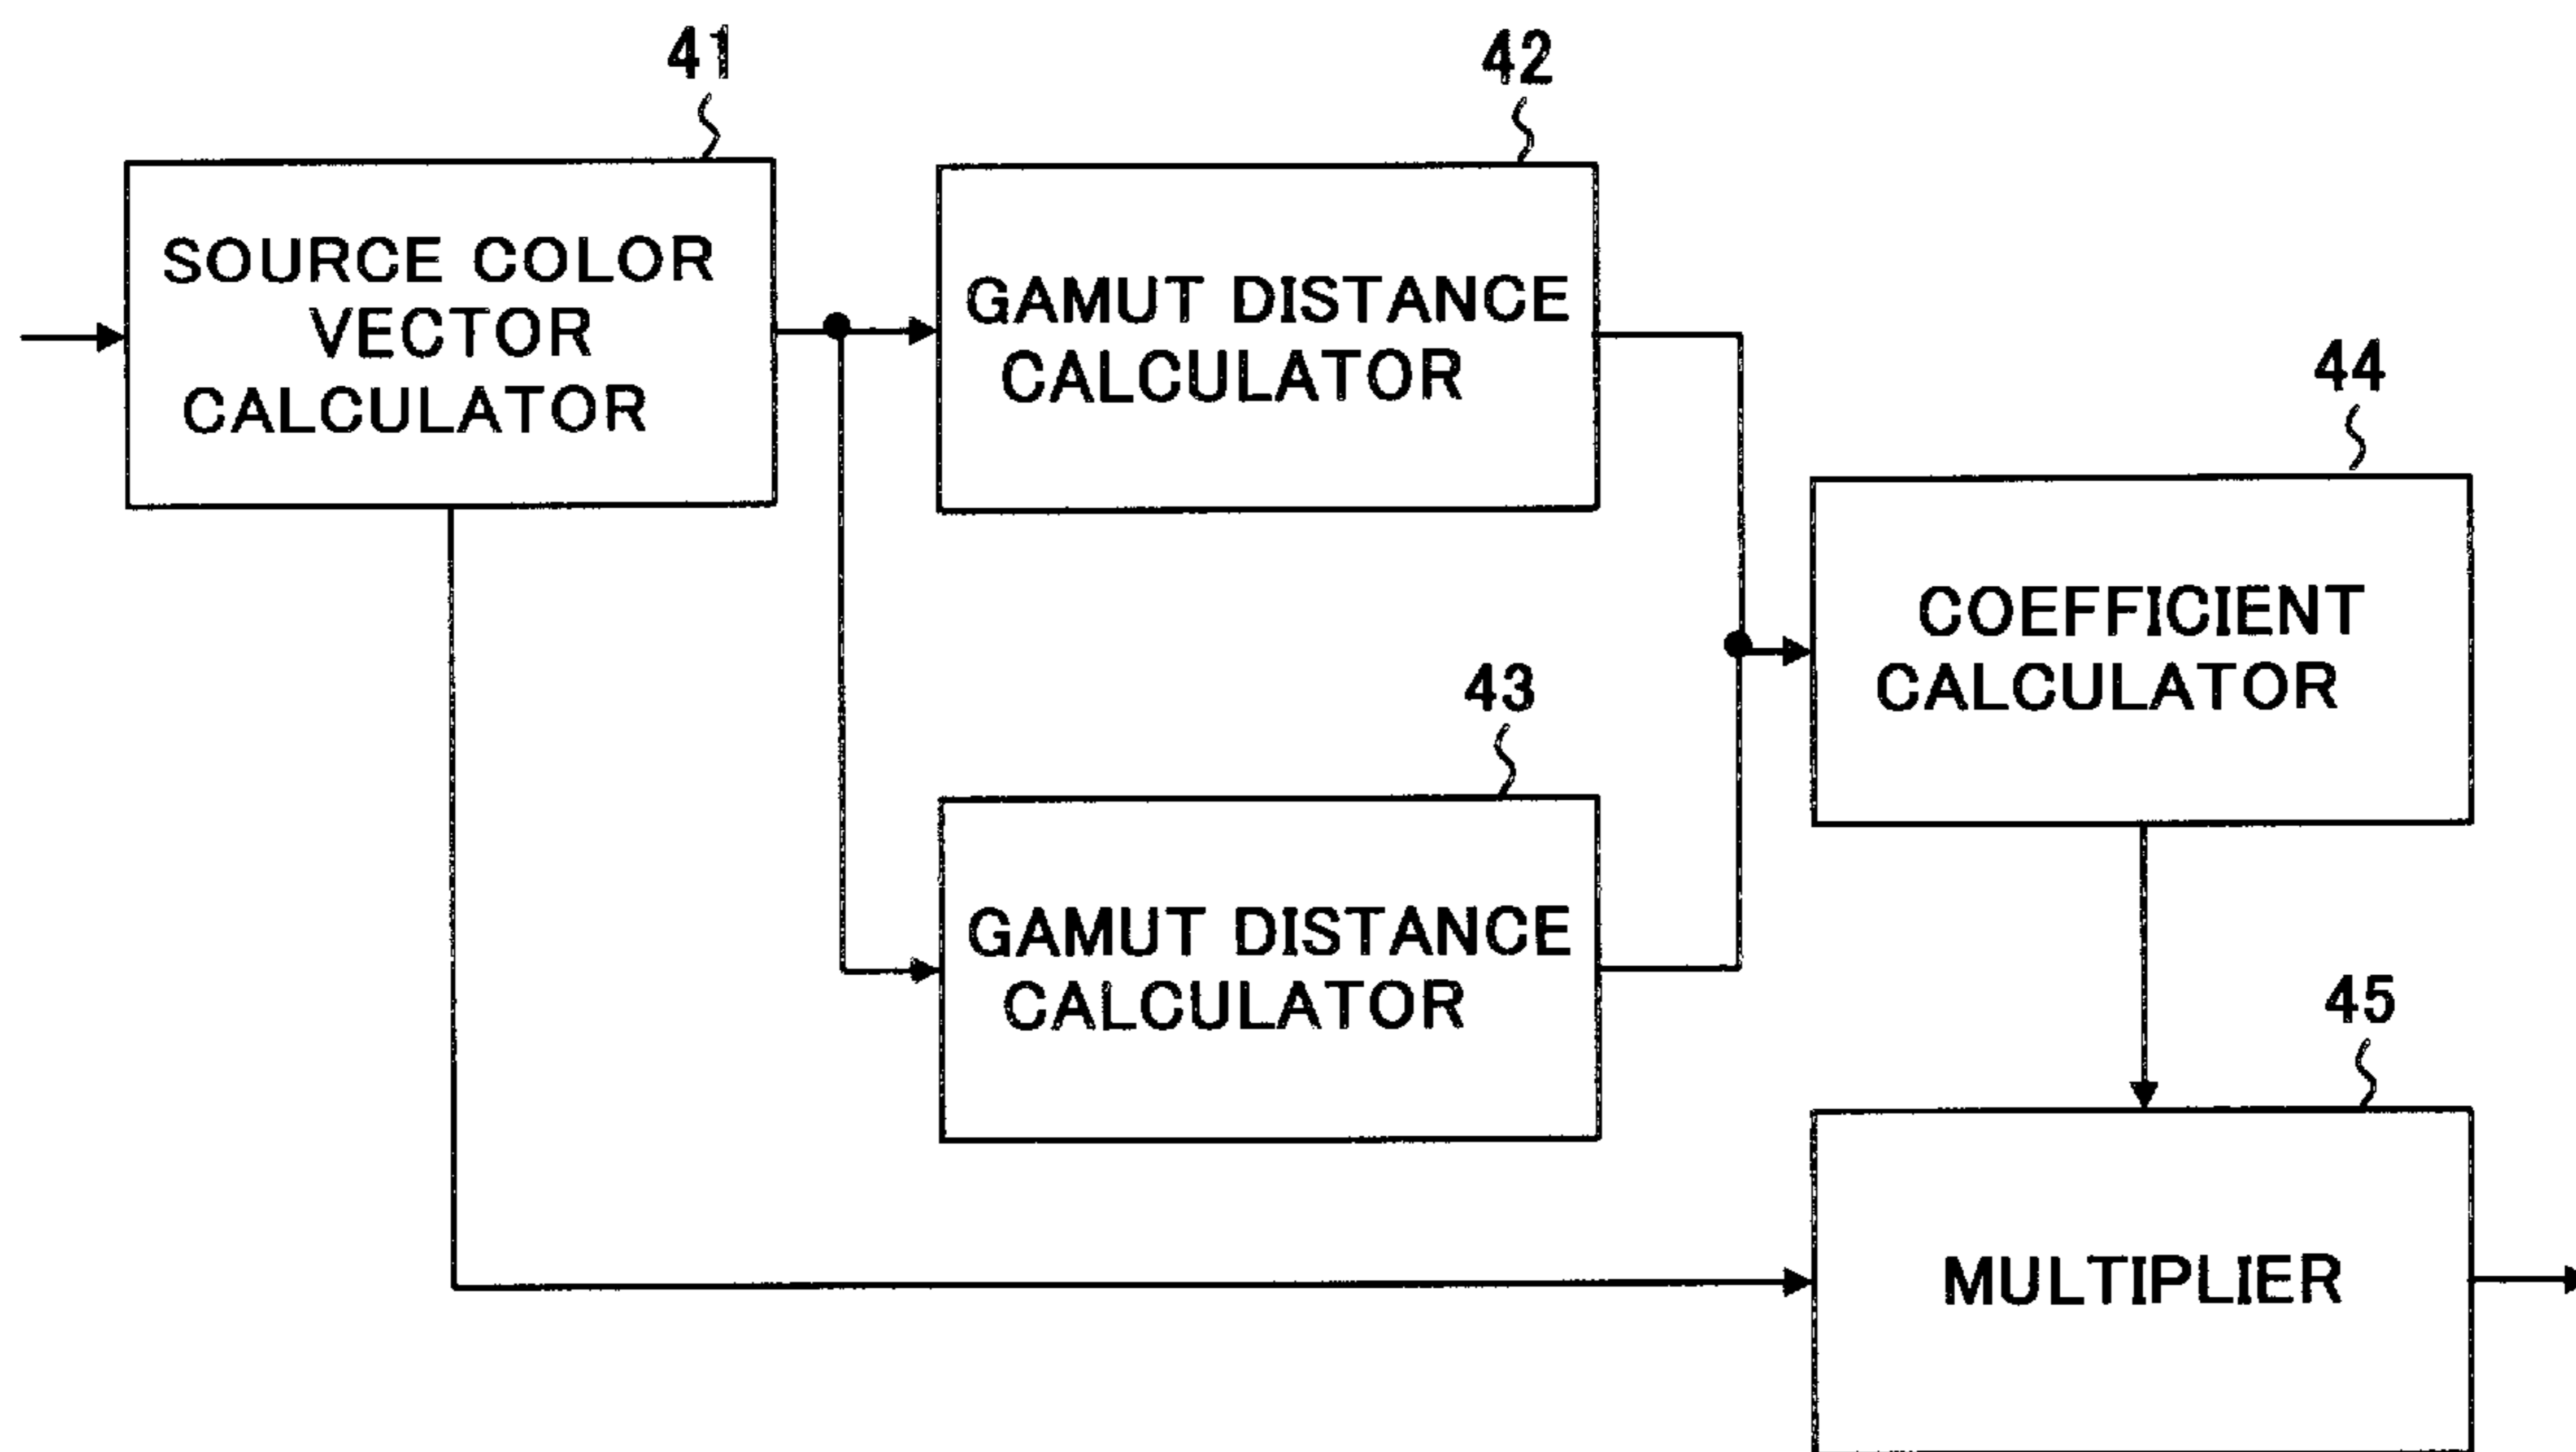 41
SOURCE COLOR
VECTOR
CALCULATOR
42
GAMUT DISTANCE
CALCULATOR
43
GAMUT DISTANCE
CALCULATOR
44
COEFFICIENT
CALCULATOR
45
MULTIPLIER